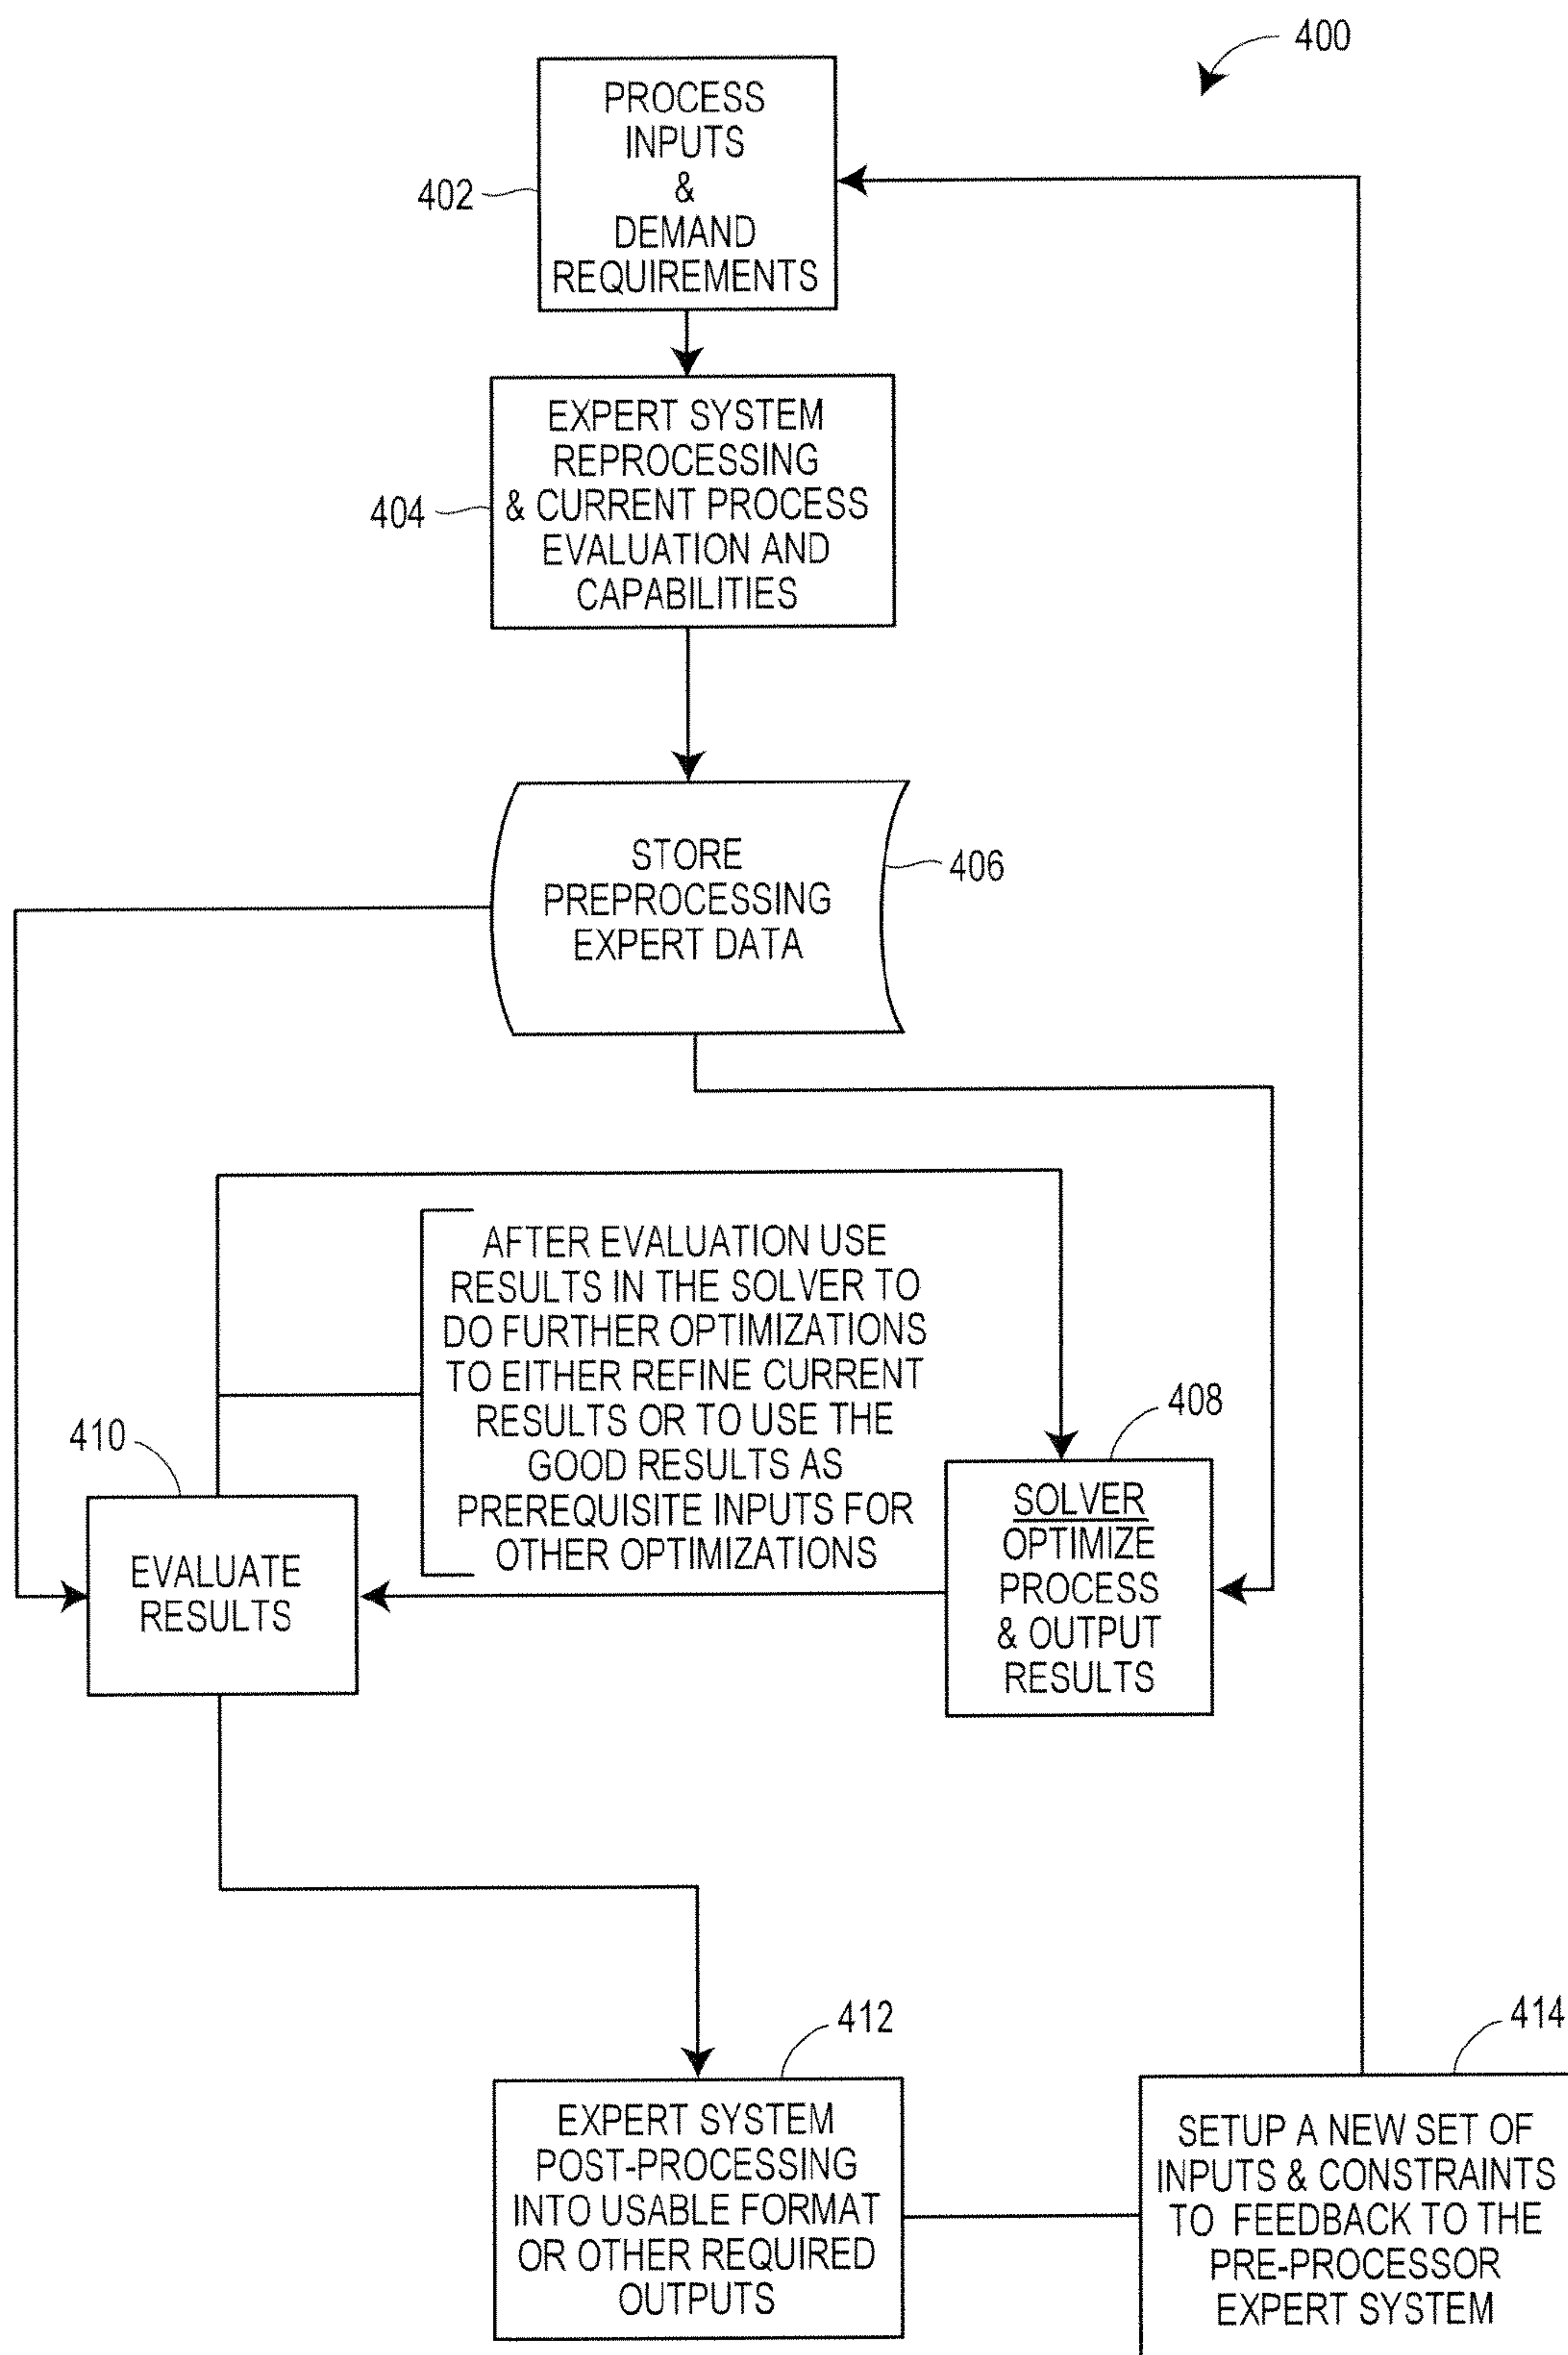 400
PROCESS
INPUTS
&
DEMAND
REQUIREMENTS
402
EXPERT SYSTEM
REPROCESSING
& CURRENT PROCESS
EVALUATION AND
CAPABILITIES
404
STORE
PREPROCESSING
EXPERT DATA
406
AFTER EVALUATION USE
RESULTS IN THE SOLVER TO
DO FURTHER OPTIMIZATIONS
TO EITHER REFINE CURRENT
RESULTS OR TO USE THE
GOOD RESULTS AS
PREREQUISITE INPUTS FOR
OTHER OPTIMIZATIONS
408
SOLVER
OPTIMIZE
PROCESS
& OUTPUT
RESULTS
410
EVALUATE
RESULTS
412
EXPERT SYSTEM
POST-PROCESSING
INTO USABLE FORMAT
OR OTHER REQUIRED
OUTPUTS
414
SETUP A NEW SET OF
INPUTS & CONSTRAINTS
TO FEEDBACK TO THE
PRE-PROCESSOR
EXPERT SYSTEM